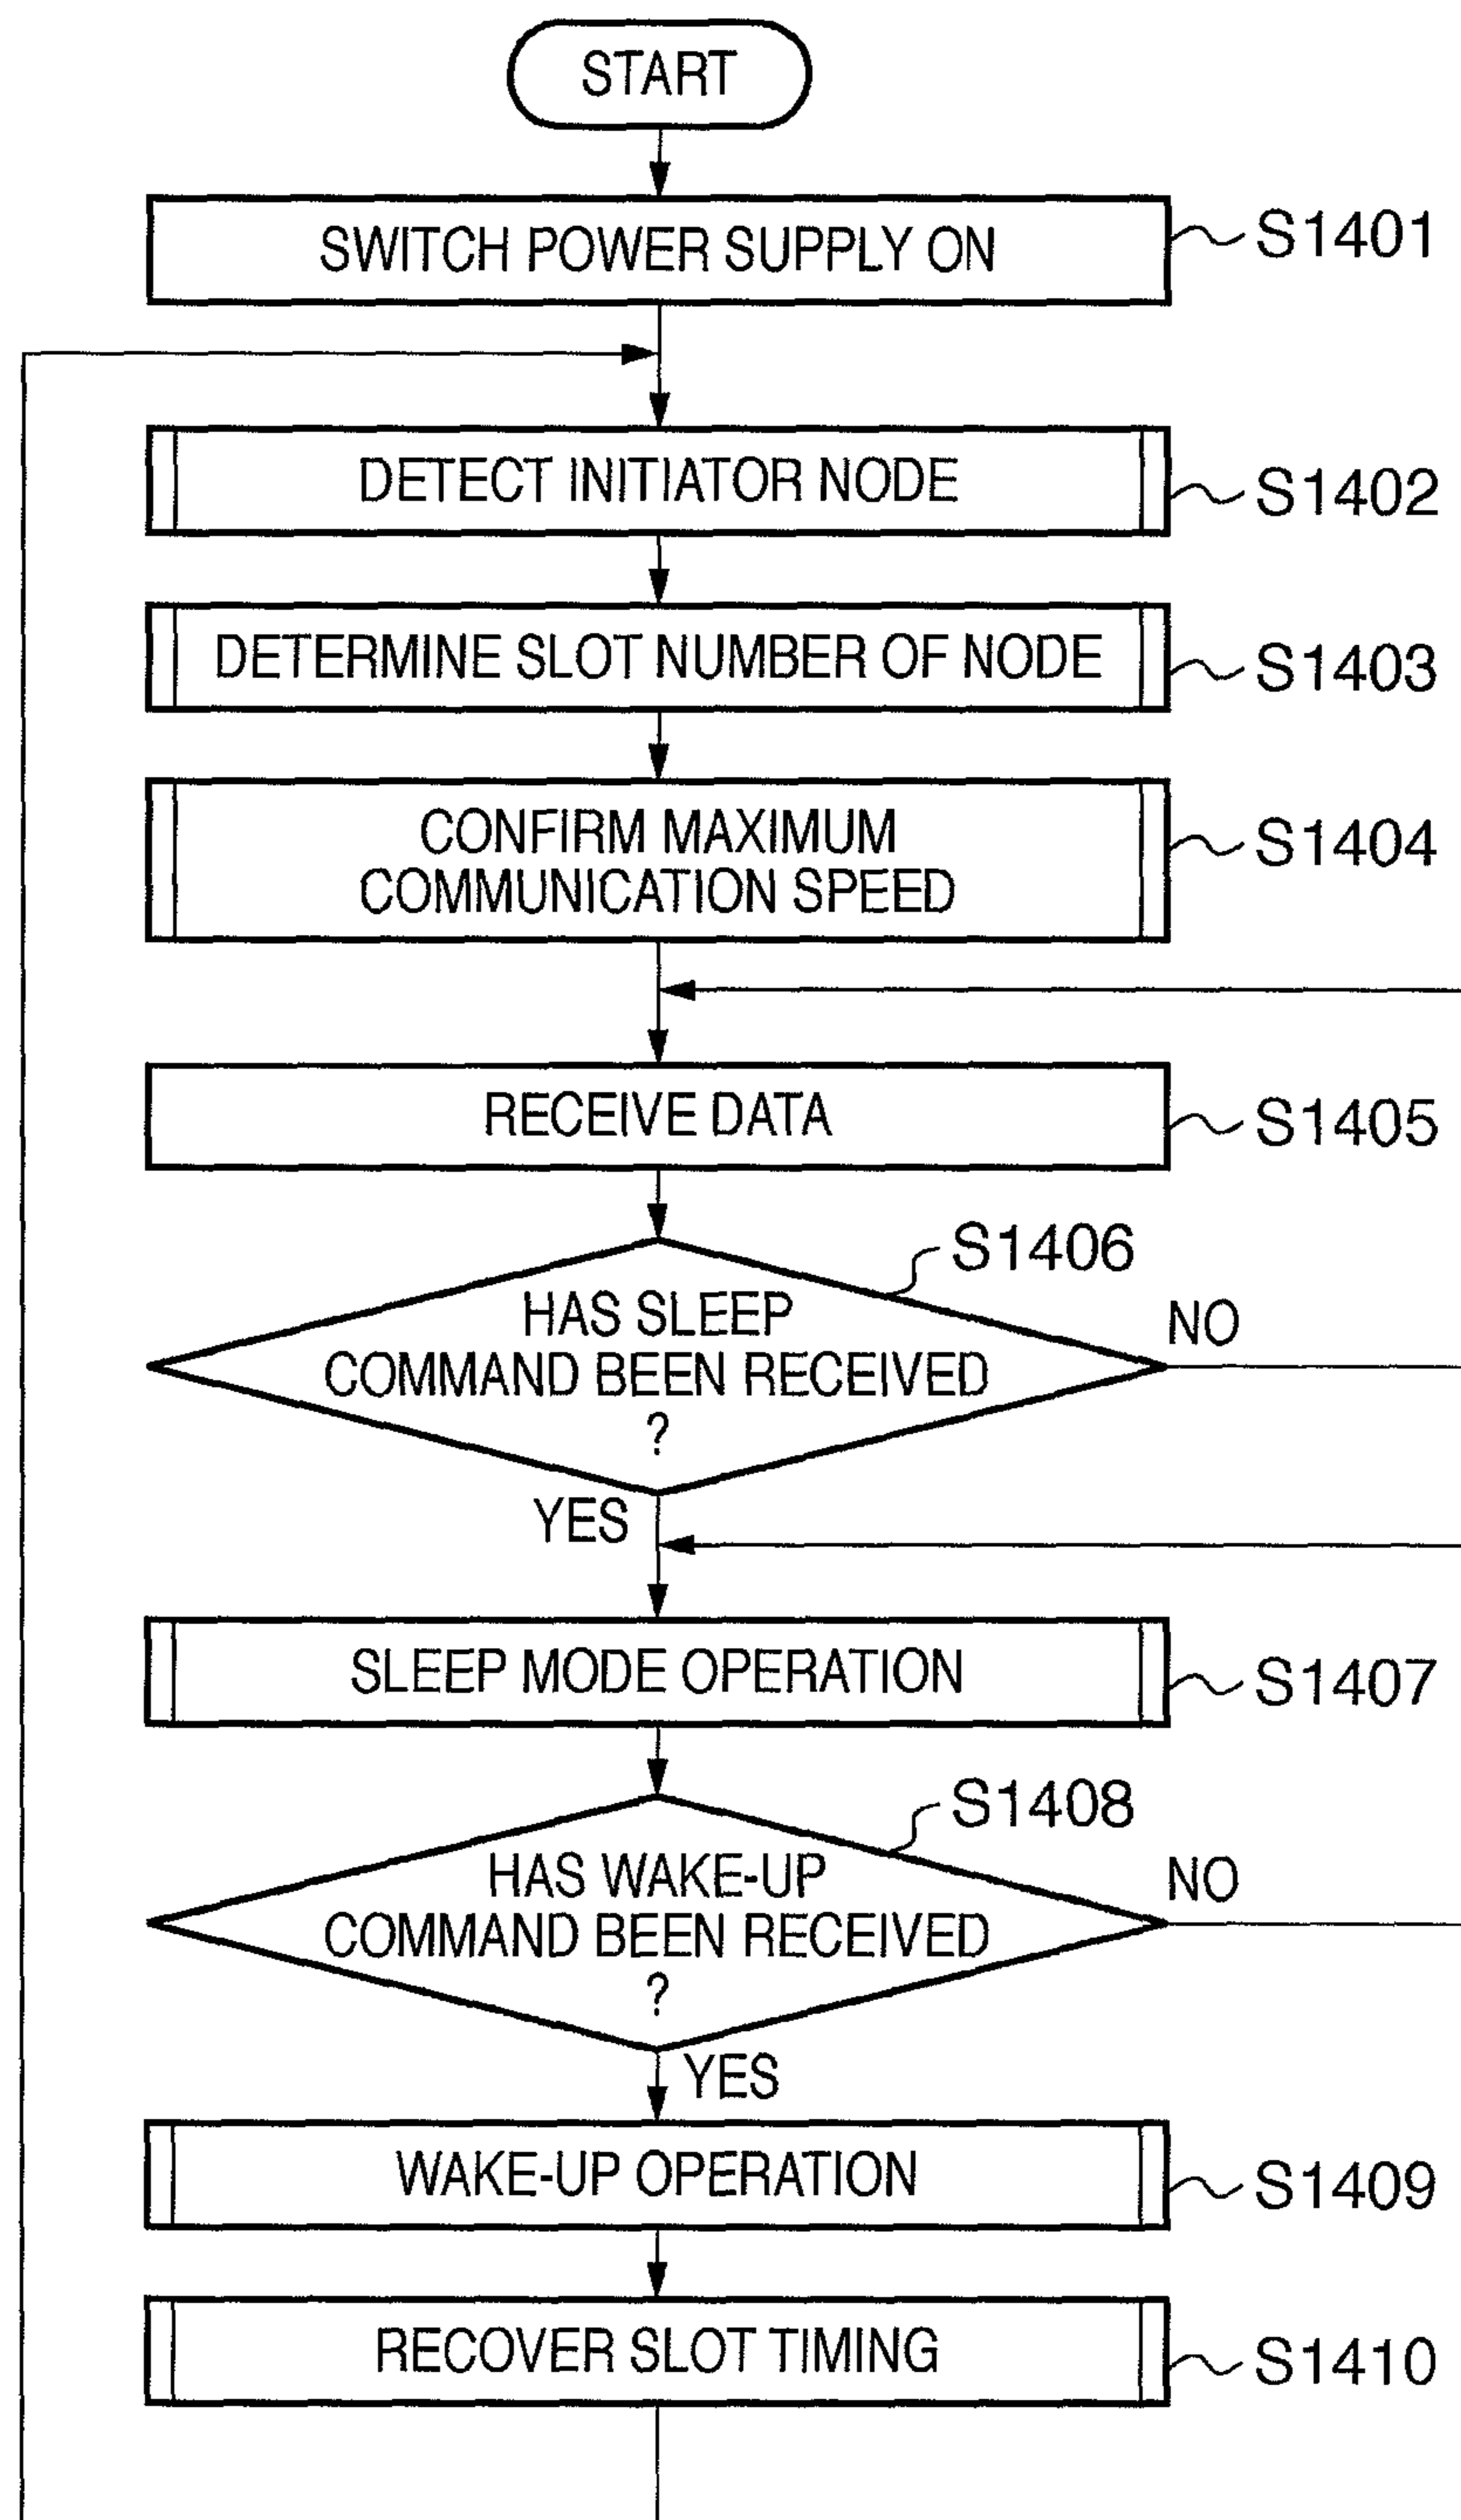 START
SWITCH POWER SUPPLY ON
S1401
DETECT INITIATOR NODE
S1402
DETERMINE SLOT NUMBER OF NODE
S1403
CONFIRM MAXIMUM
COMMUNICATION SPEED
S1404
RECEIVE DATA
S1405
S1406
HAS SLEEP
COMMAND BEEN RECEIVED
?
NO
YES
SLEEP MODE OPERATION
S1407
S1408
HAS WAKE-UP
COMMAND BEEN RECEIVED
?
NO
YES
WAKE-UP OPERATION
S1409
RECOVER SLOT TIMING
S1410